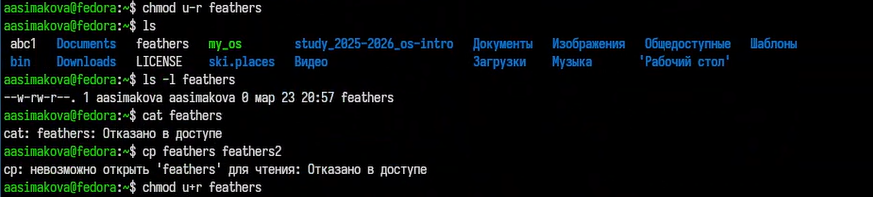 aasimakova@fedora:~$ chmod u-r feathers
aasimakova@fedora:~$ ls
abc1 Documents feathers my_os study_2025-2026_os-intro Документы Изображения Общедоступные Шаблоны
bin Downloads LICENSE ski.places Видео Загрузки Музыка 'Рабочий стол'
aasimakova@fedora:~$ ls -l feathers
--w-rw-r--. 1 aasimakova aasimakova 0 мар 23 20:57 feathers
aasimakova@fedora:~$ cat feathers
cat: feathers: Отказано в доступе
aasimakova@fedora:~$ cp feathers feathers2
cp: невозможно открыть 'feathers' для чтения: Отказано в доступе
aasimakova@fedora:~$ chmod u+r feathers